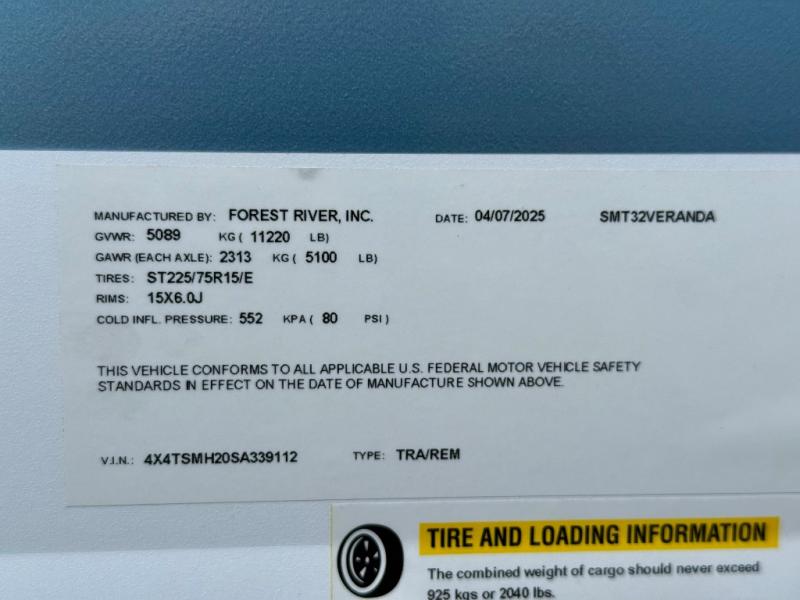 MANUFACTURED BY: FOREST RIVER, INC. DATE: 04/07/2025 SMT32VERANDA
GVWR: 5089 KG ( 11220 LB)
GAWR (EACH AXLE): 2313 KG ( 5100 LB)
TIRES: ST225/75R15/E
RIMS: 15X6.0J
COLD INFL. PRESSURE: 552 KPA ( 80 PSI )
THIS VEHICLE CONFORMS TO ALL APPLICABLE U.S. FEDERAL MOTOR VEHICLE SAFETY
STANDARDS IN EFFECT ON THE DATE OF MANUFACTURE SHOWN ABOVE.
V.I.N.: 4X4TSMH20SA339112 TYPE: TRA/REM
TIRE AND LOADING INFORMATION
The combined weight of cargo should never exceed
925 kgs or 2040 lbs.